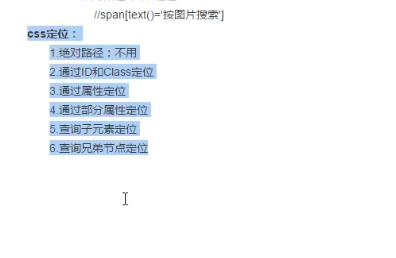 //span[text()='按图片搜索']
css定位：
1.绝对路径：不用
2.通过ID和Class定位
3.通过属性定位
4.通过部分属性定位
5.查询子元素定位
6.查询兄弟节点定位